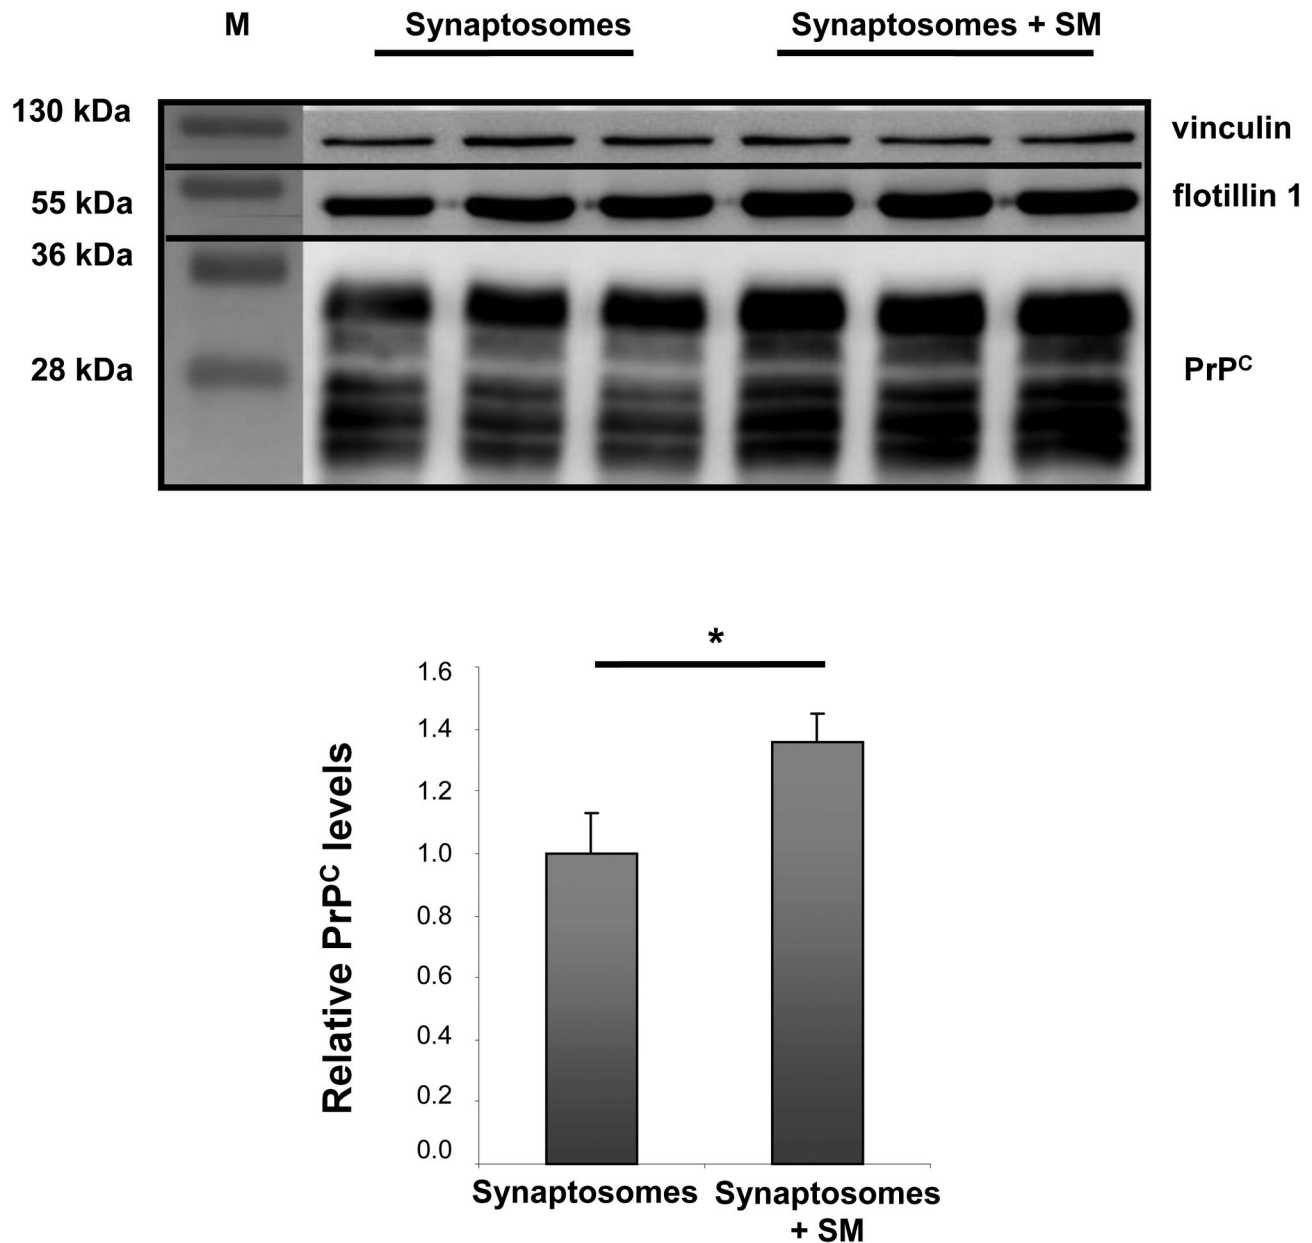 M Synaptosomes Synaptosomes + SM
130 kDa vinculin
55 kDa flotillin 1
36 kDa
28 kDa PrPC
*
Relative PrPC levels
1.6
1.4
1.2
1.0
0.8
0.6
0.4
0.2
0.0
Synaptosomes Synaptosomes
+ SM